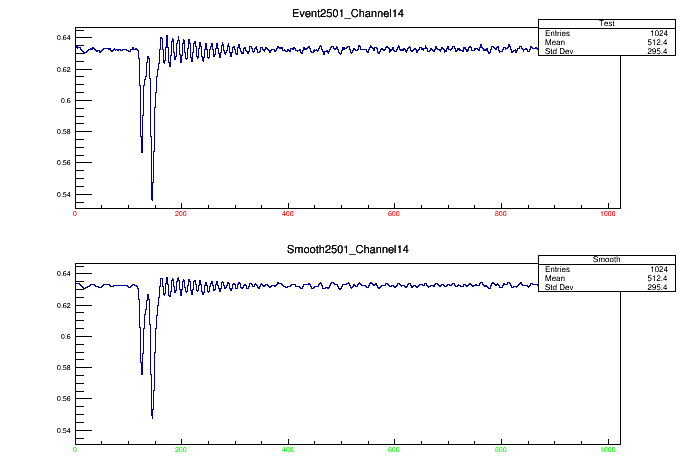 Event2501_Channel14
Test
Entries 1024
Mean 512.4
Std Dev 295.4
0.64
0.62
0.6
0.58
0.56
0.54
0 200 400 600 800 1000
Smooth2501_Channel14
Smooth
Entries 1024
Mean 512.4
Std Dev 295.4
0.64
0.62
0.6
0.58
0.56
0.54
0 200 400 600 800 1000